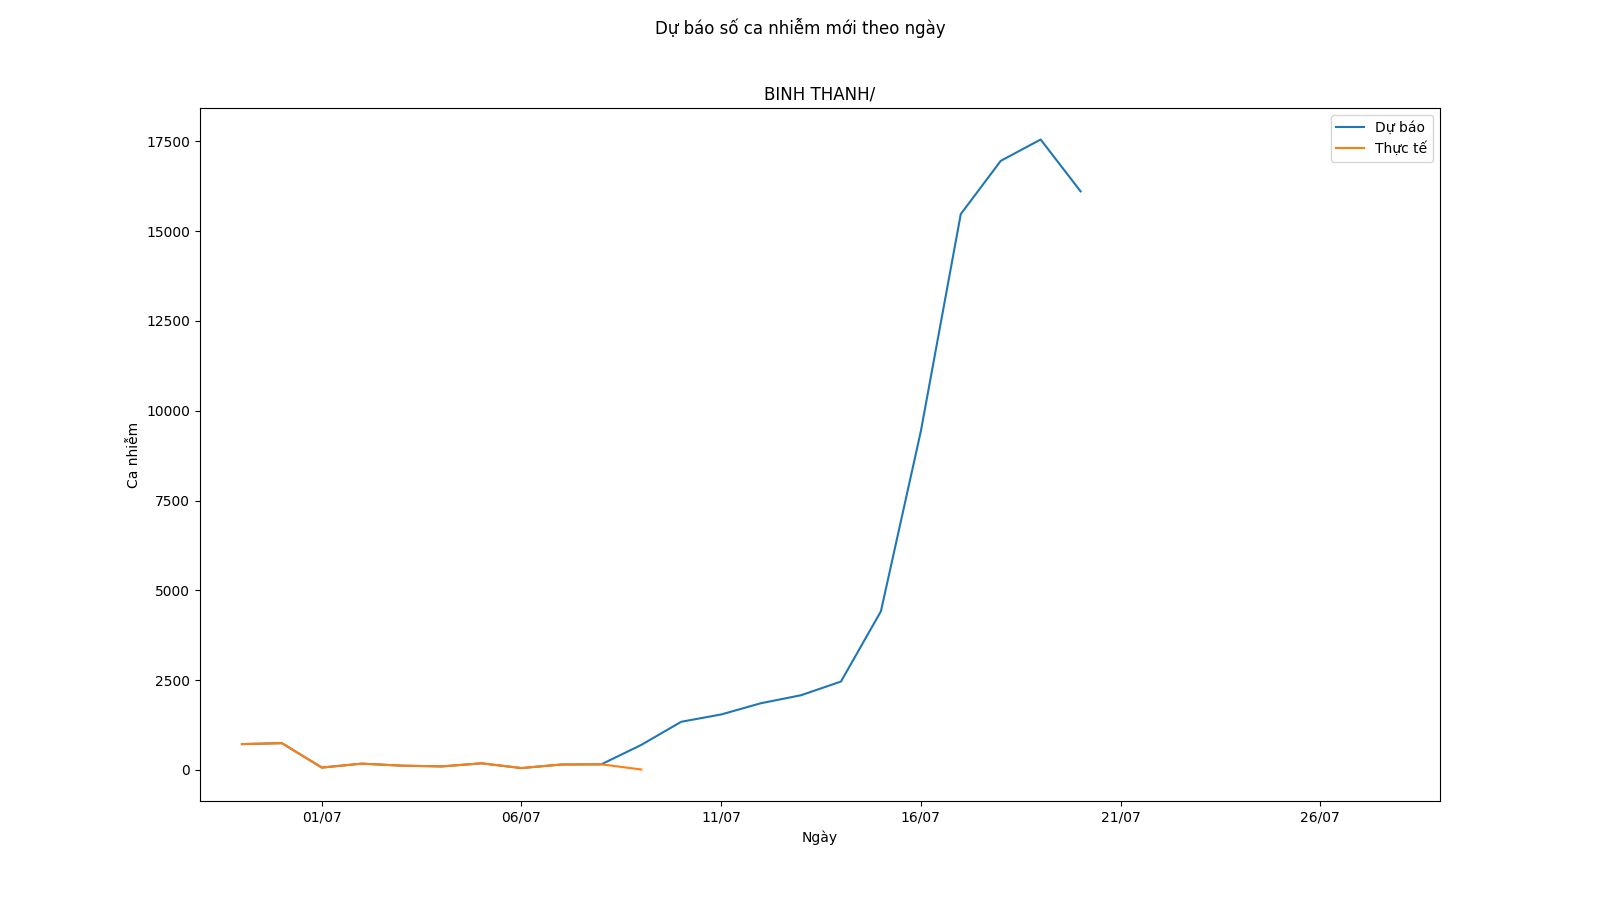 Dự báo số ca nhiễm mới theo ngày
BINH THANH/
Dự báo
Thực tế
17500
15000
12500
10000
7500
5000
2500
0
Ca nhiễm
01/07
06/07
11/07
16/07
21/07
26/07
Ngày